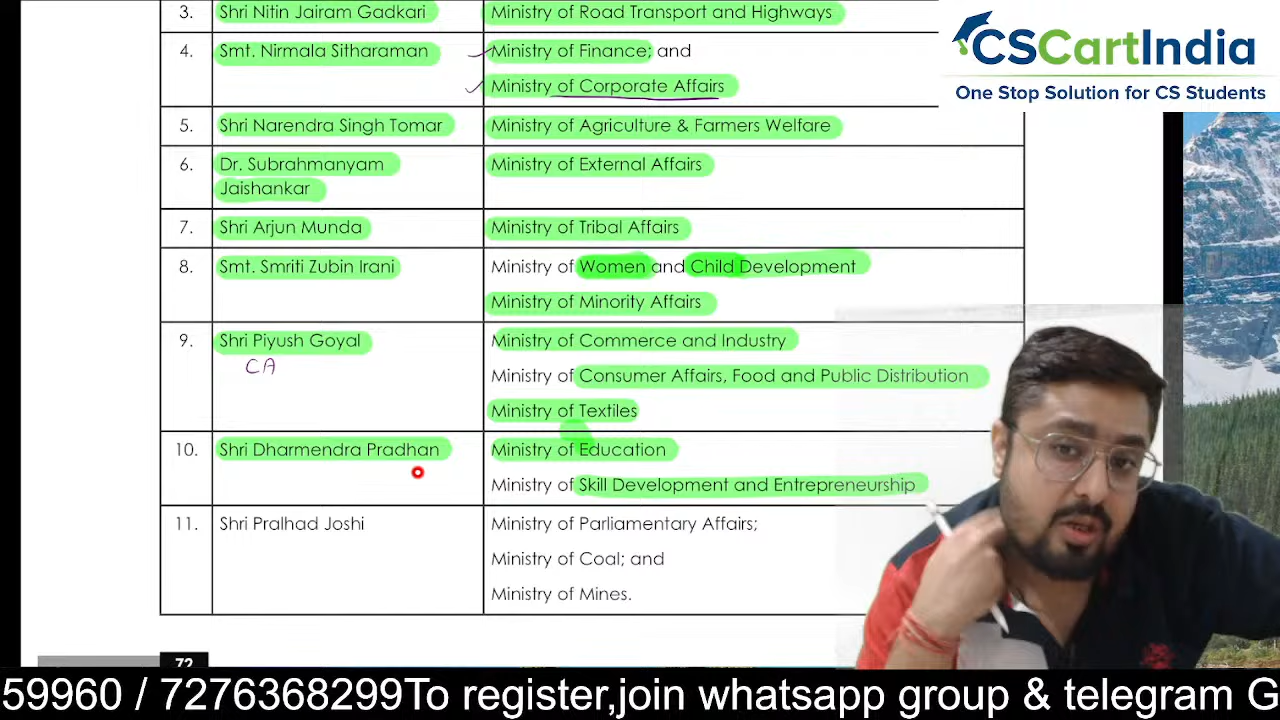 3. Shri Nitin Jairam Gadkari Ministry of Road Transport and Highways
CSCartIndia
One Stop Solution for CS Students
4. Smt. Nirmala Sitharaman Ministry of Finance; and
Ministry of Corporate Affairs
5. Shri Narendra Singh Tomar Ministry of Agriculture & Farmers Welfare
6. Dr. Subrahmanyam Ministry of External Affairs
Jaishankar
7. Shri Arjun Munda Ministry of Tribal Affairs
8. Smt. Smriti Zubin Irani Ministry of Women and Child Development
Ministry of Minority Affairs
9. Shri Piyush Goyal Ministry of Commerce and Industry
CA
Ministry of Consumer Affairs, Food and Public Distribution
Ministry of Textiles
10. Shri Dharmendra Pradhan Ministry of Education
Ministry of Skill Development and Entrepreneurship
11. Shri Pralhad Joshi Ministry of Parliamentary Affairs;
Ministry of Coal; and
Ministry of Mines.
72
59960 / 7276368299To register,join whatsapp group & telegram G